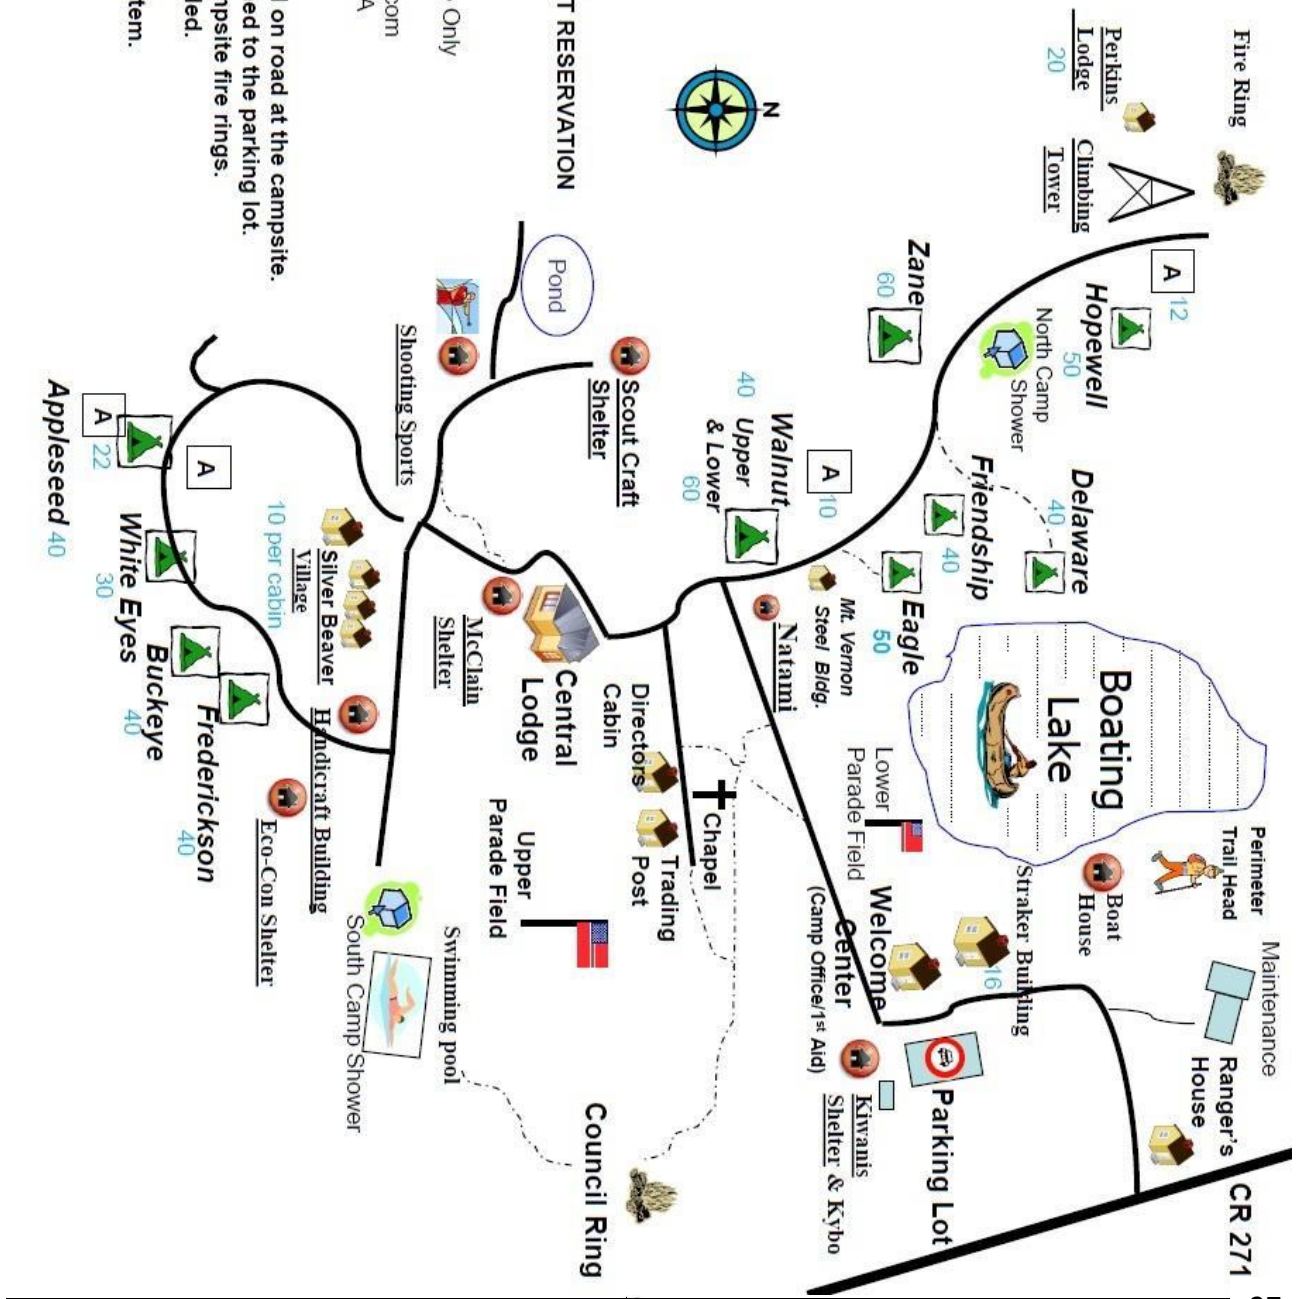 Fire Ring
Perkins
Lodge
20
Climbing
Tower
A
12
Hopewell
50
North Camp
Shower
Zane
60
Delaware
40
Friendship
40
Eagle
50
A
10
Walnut
Upper
& Lower
40
60
Mt. Vernon
Steel Bldg.
Natami
Boating
Lake
Perimeter
Trail Head
Boat
House
Maintenance
Ranger's
House
CR 271
Straker Building
16
Lower
Parade Field
Welcome
Center
(Camp Office/1st Aid)
Parking Lot
Kiwanis
Shelter & Kybo
N
T RESERVATION
Only
com
A
on road at the campsite.
ed to the parking lot.
mpsite fire rings.
led.
tem.
Pond
Scout Craft
Shelter
Shooting Sports
McClain
Shelter
Central
Lodge
Directors
Cabin
Trading
Post
Chapel
Upper
Parade Field
Council Ring
Swimming pool
South Camp Shower
Silver Beaver
Village
10 per cabin
Handicraft Building
Eco-Con Shelter
A
A
22
Appleseed 40
White Eyes
30
Buckeye
40
Frederickson
40